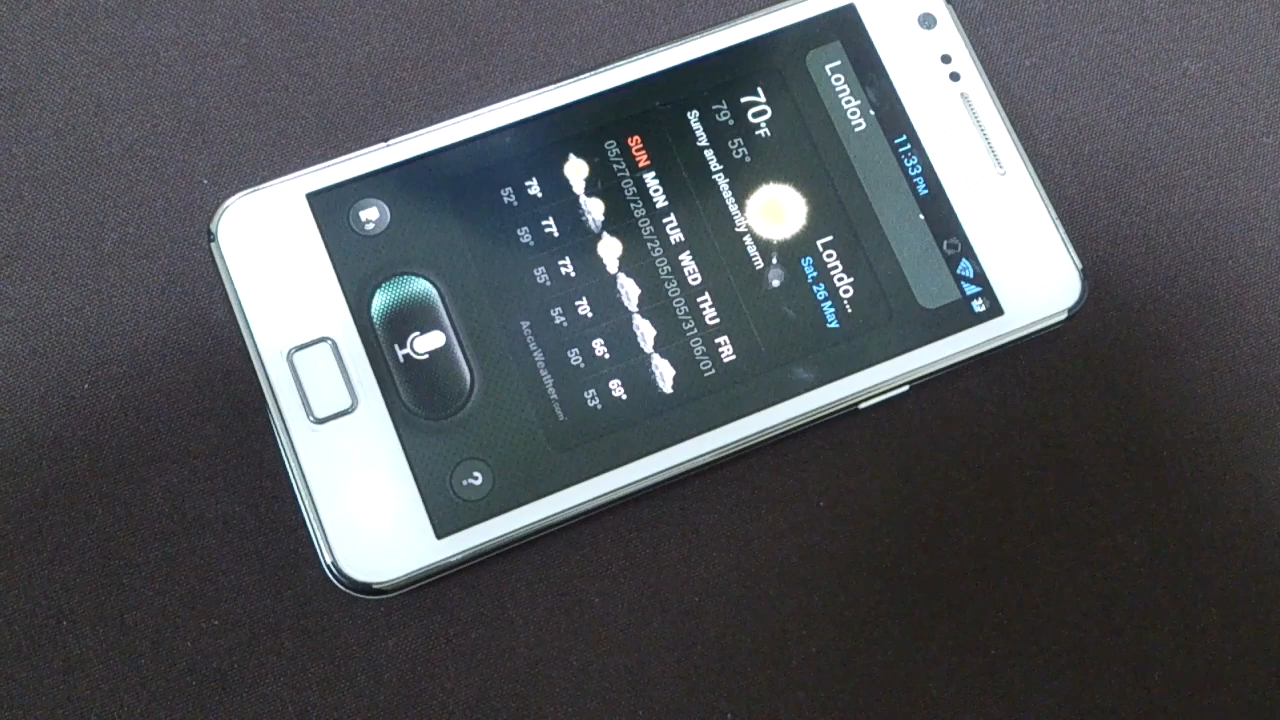 11:33 PM
London
70°F
79° 55°
Londo...
Sat, 26 May
Sunny and pleasantly warm
SUN MON TUE WED THU FRI
05/27 05/28 05/29 05/30 05/31 06/01
79° 77° 72° 70° 66° 69°
52° 59° 55° 54° 50° 53°
AccuWeather.com
?